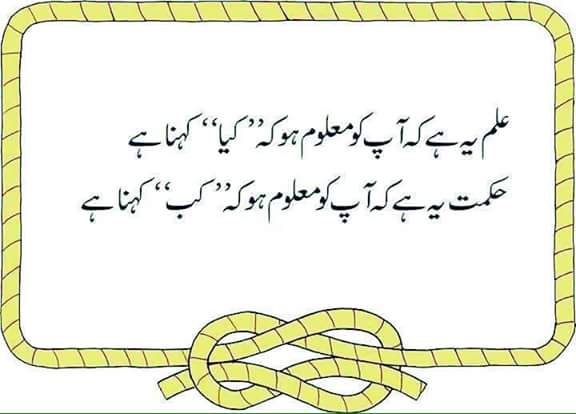 علم یہ ہے کہ آپ کو معلوم ہو کہ ’’کیا‘‘ کہنا ہے
حکمت یہ ہے کہ آپ کو معلوم ہو کہ ’’کب‘‘ کہنا ہے